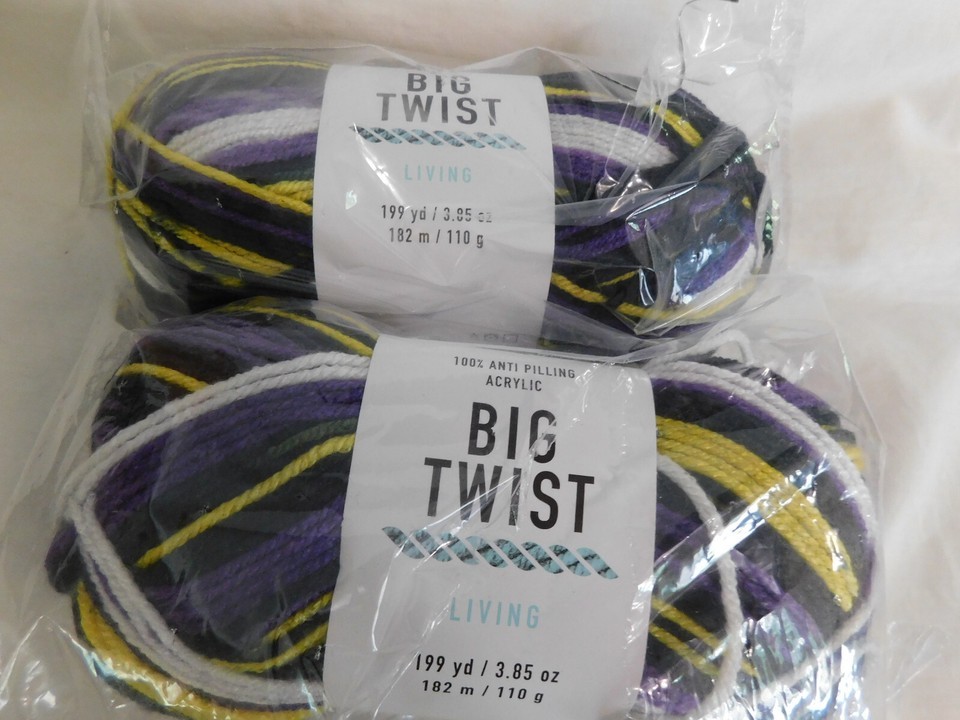 BIG
TWIST
LIVING
199 yd / 3.85 oz
182 m / 110 g
100% ANTI PILLING
ACRYLIC
BIG
TWIST
LIVING
199 yd / 3.85 oz
182 m / 110 g